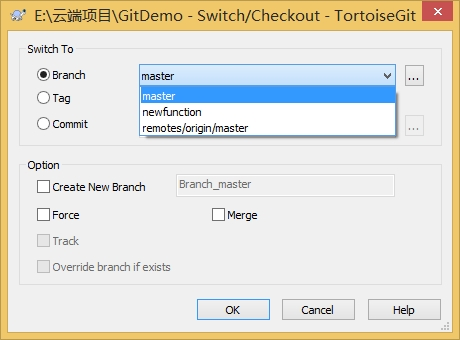 E:\云端项目\GitDemo - Switch/Checkout - TortoiseGit
Switch To
Branch
master
...
master
Tag
newfunction
Commit
remotes/origin/master
...
Option
Create New Branch
Branch_master
Force
Merge
Track
Override branch if exists
OK
Cancel
Help